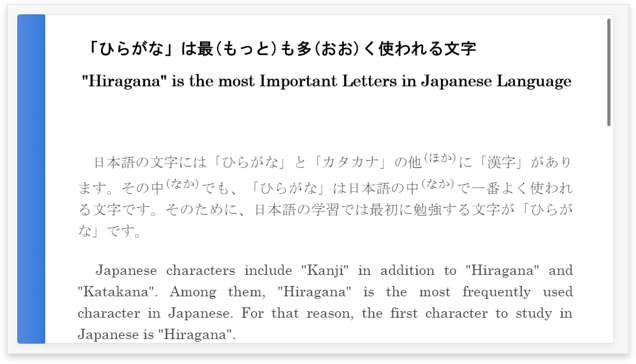 「ひらがな」は最(もっと)も多(おお)く使われる文字
"Hiragana" is the most Important Letters in Japanese Language
日本語の文字には「ひらがな」と「カタカナ」の他(ほか)に「漢字」があり
ます。その中(なか)でも、「ひらがな」は日本語の中(なか)で一番よく使われ
る文字です。そのために、日本語の学習では最初に勉強する文字が「ひらが
な」です。
Japanese characters include "Kanji" in addition to "Hiragana" and
"Katakana". Among them, "Hiragana" is the most frequently used
character in Japanese. For that reason, the first character to study in
Japanese is "Hiragana".